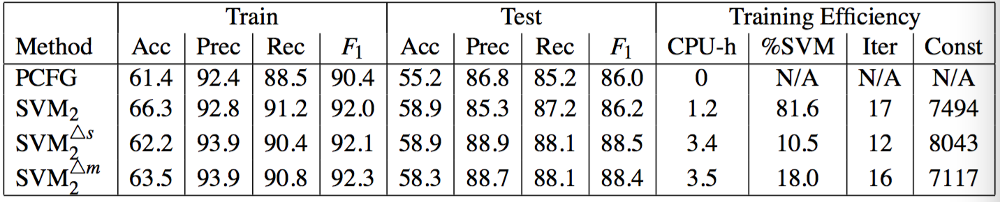 Train Test Training Efficiency
Method Acc Prec Rec F₁ Acc Prec Rec F₁ CPU-h %SVM Iter Const
PCFG 61.4 92.4 88.5 90.4 55.2 86.8 85.2 86.0 0 N/A N/A N/A
SVM₂ 66.3 92.8 91.2 92.0 58.9 85.3 87.2 86.2 1.2 81.6 17 7494
SVM₂^△s 62.2 93.9 90.4 92.1 58.9 88.9 88.1 88.5 3.4 10.5 12 8043
SVM₂^△m 63.5 93.9 90.8 92.3 58.3 88.7 88.1 88.4 3.5 18.0 16 7117